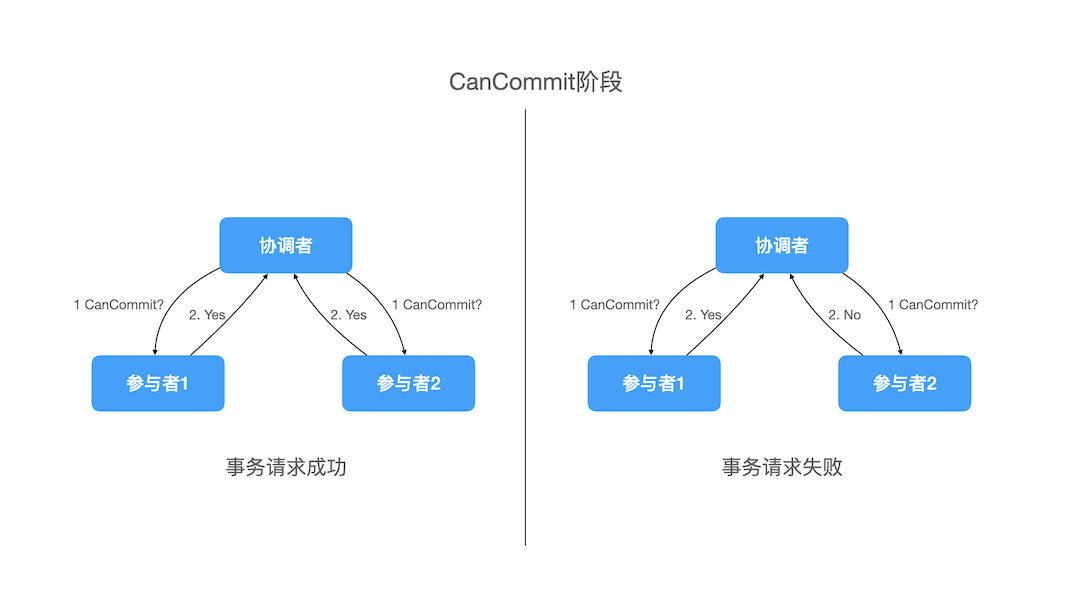 CanCommit阶段
协调者
1 CanCommit?
2. Yes
2. Yes
1 CanCommit?
参与者1
参与者2
事务请求成功
协调者
1 CanCommit?
2. Yes
2. No
1 CanCommit?
参与者1
参与者2
事务请求失败